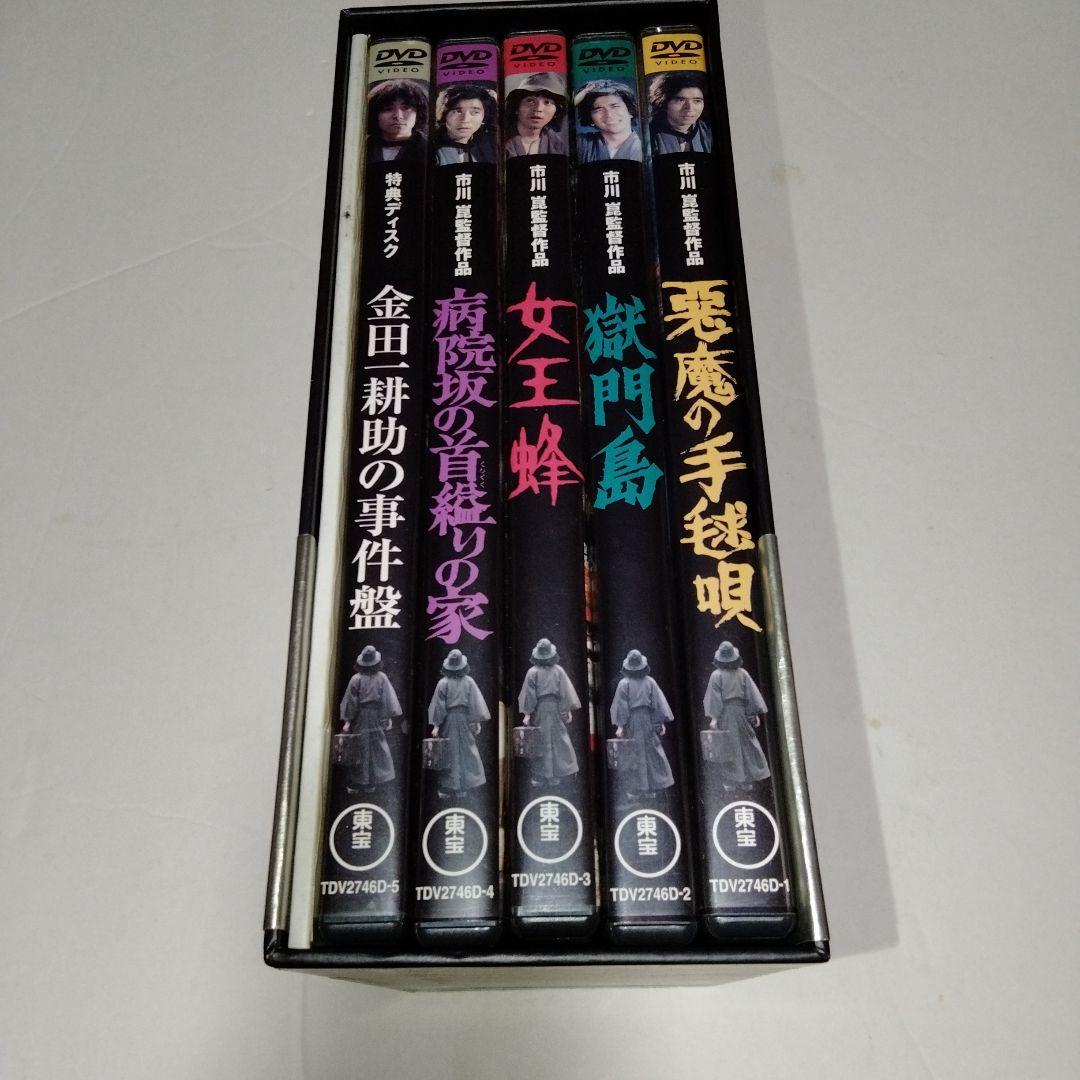 DVD
VIDEO
特典ディスク
金田一耕助の事件盤
東宝
TDV2746D-5
DVD
VIDEO
市川 崑監督作品
病院坂の首縊りの家
くくく
東宝
TDV2746D-4
DVD
VIDEO
市川 崑監督作品
女王蜂
東宝
TDV2746D-3
DVD
VIDEO
市川 崑監督作品
獄門島
東宝
TDV2746D-2
DVD
VIDEO
市川 崑監督作品
悪魔の手毬唄
東宝
TDV2746D-1